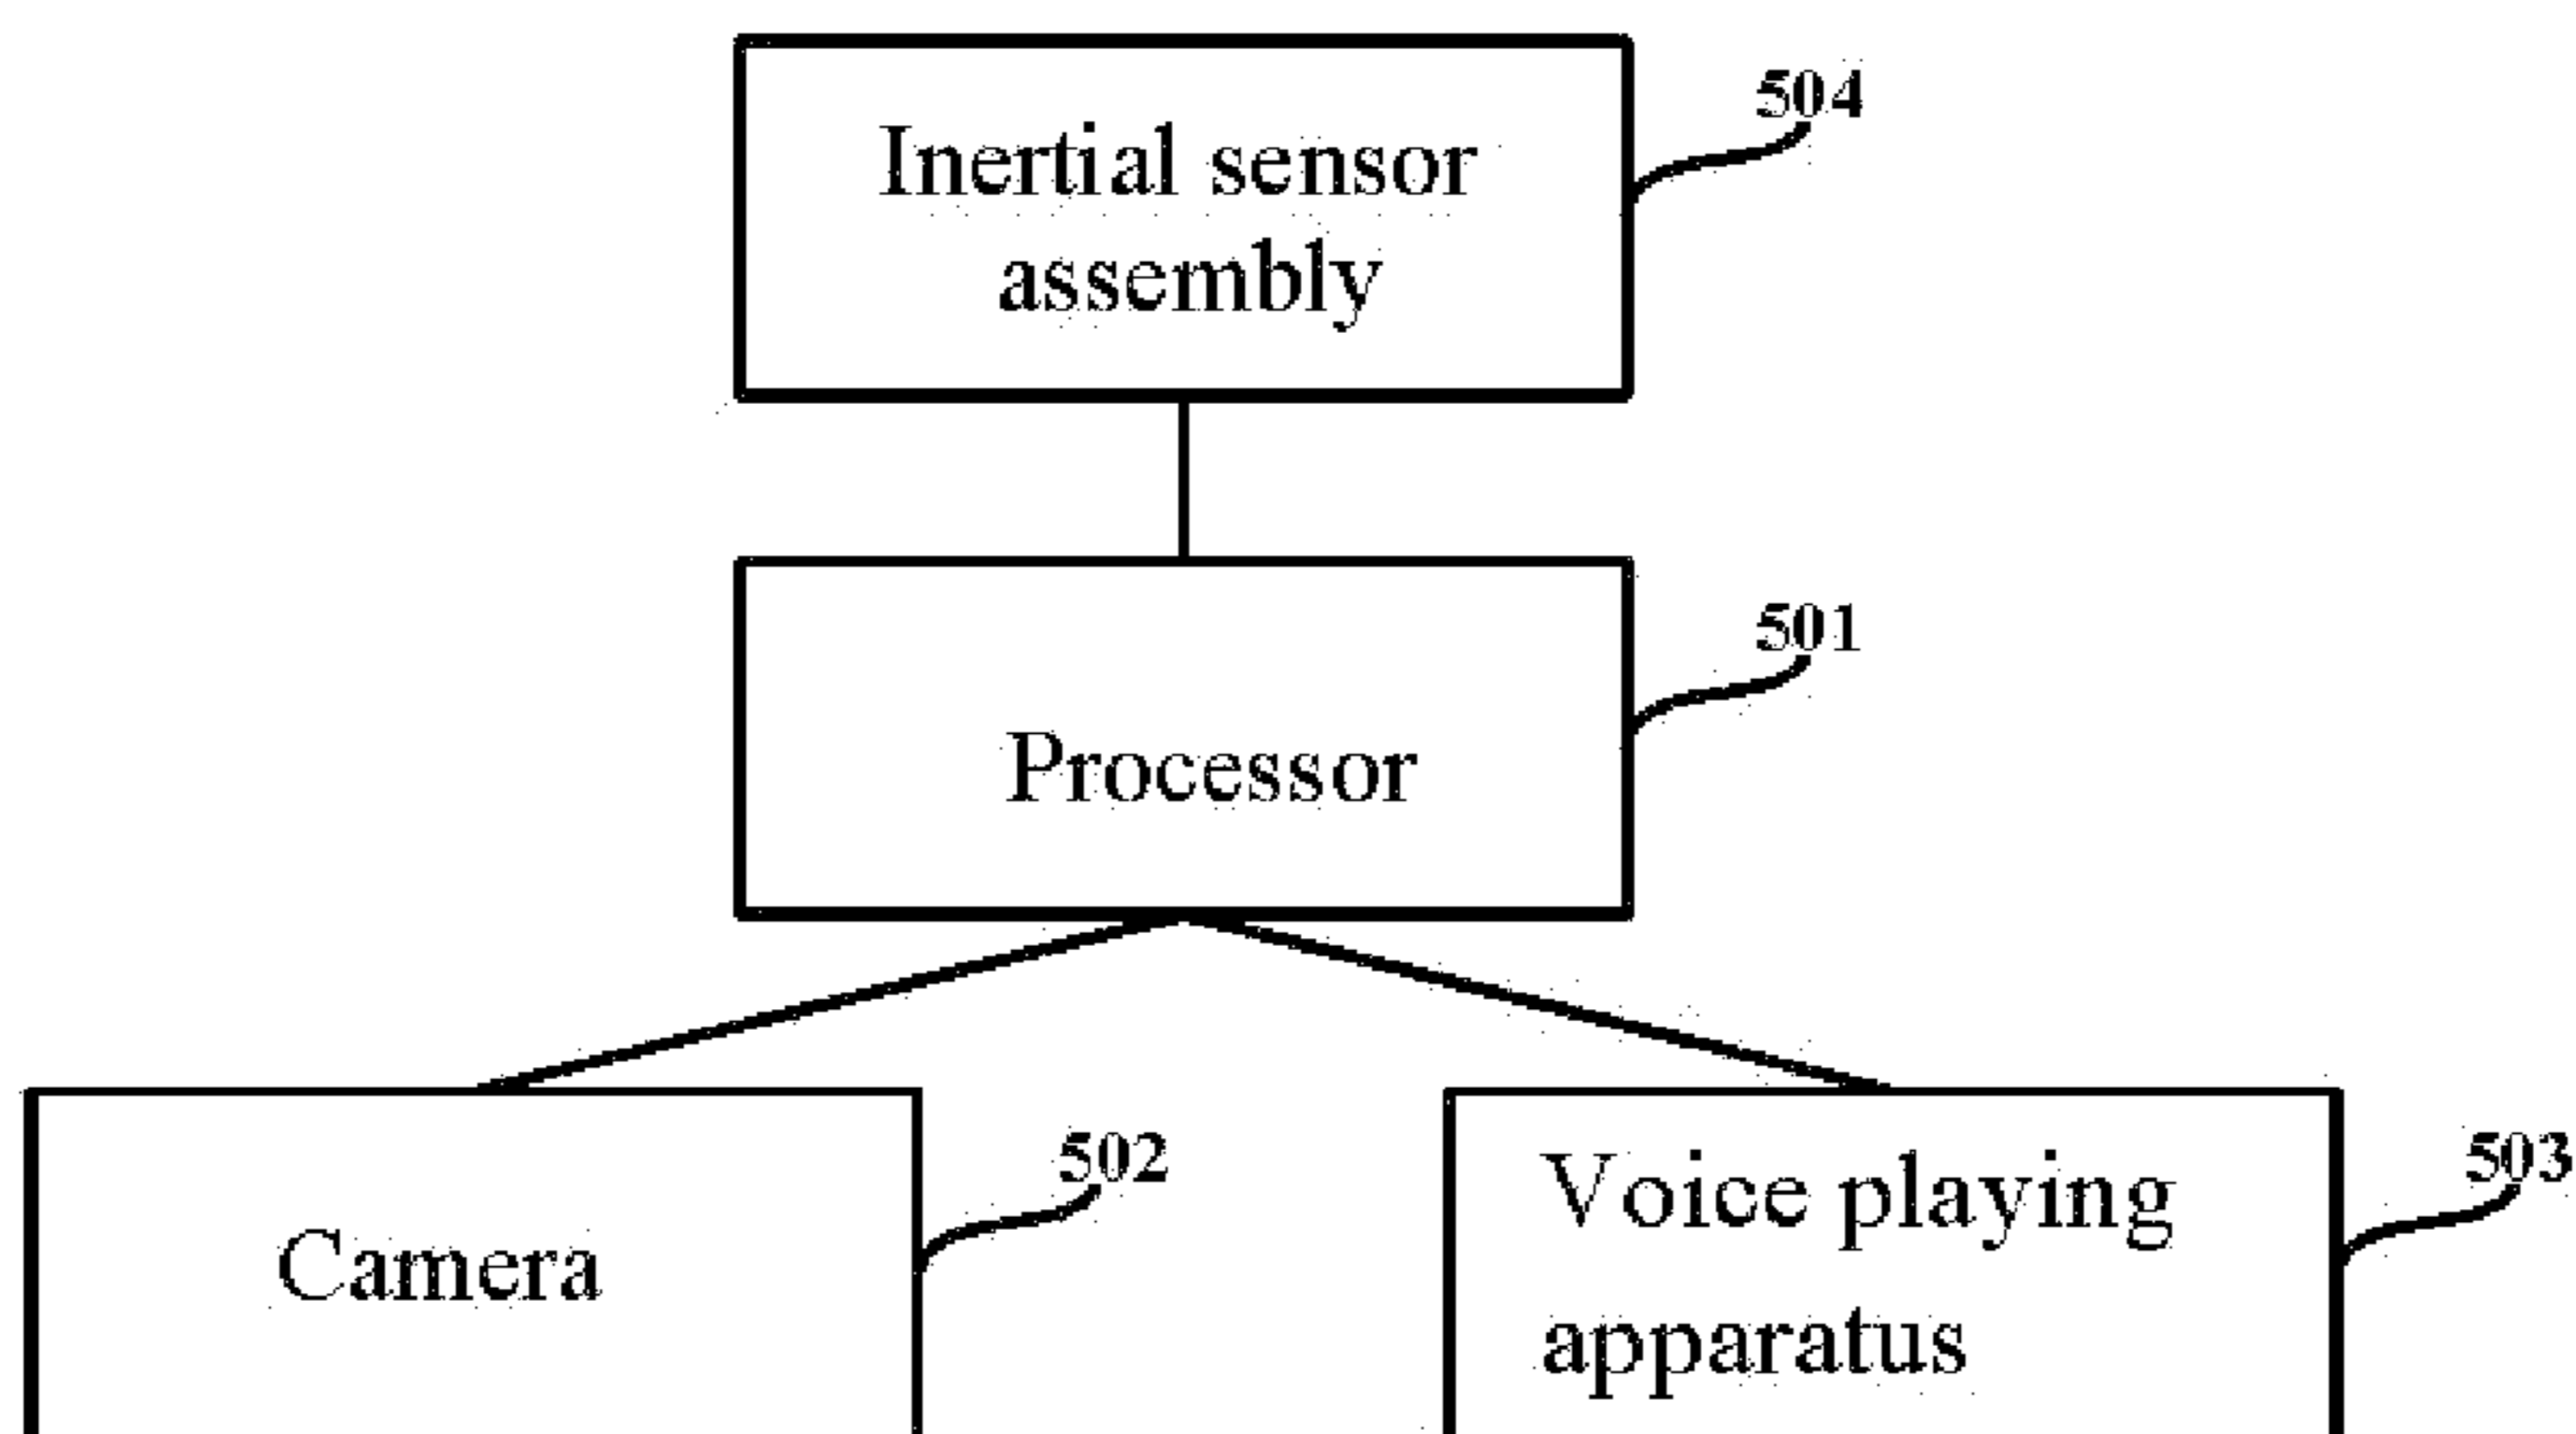 504
Inertial sensor
assembly
501
Processor
502
Camera
503
Voice playing
apparatus